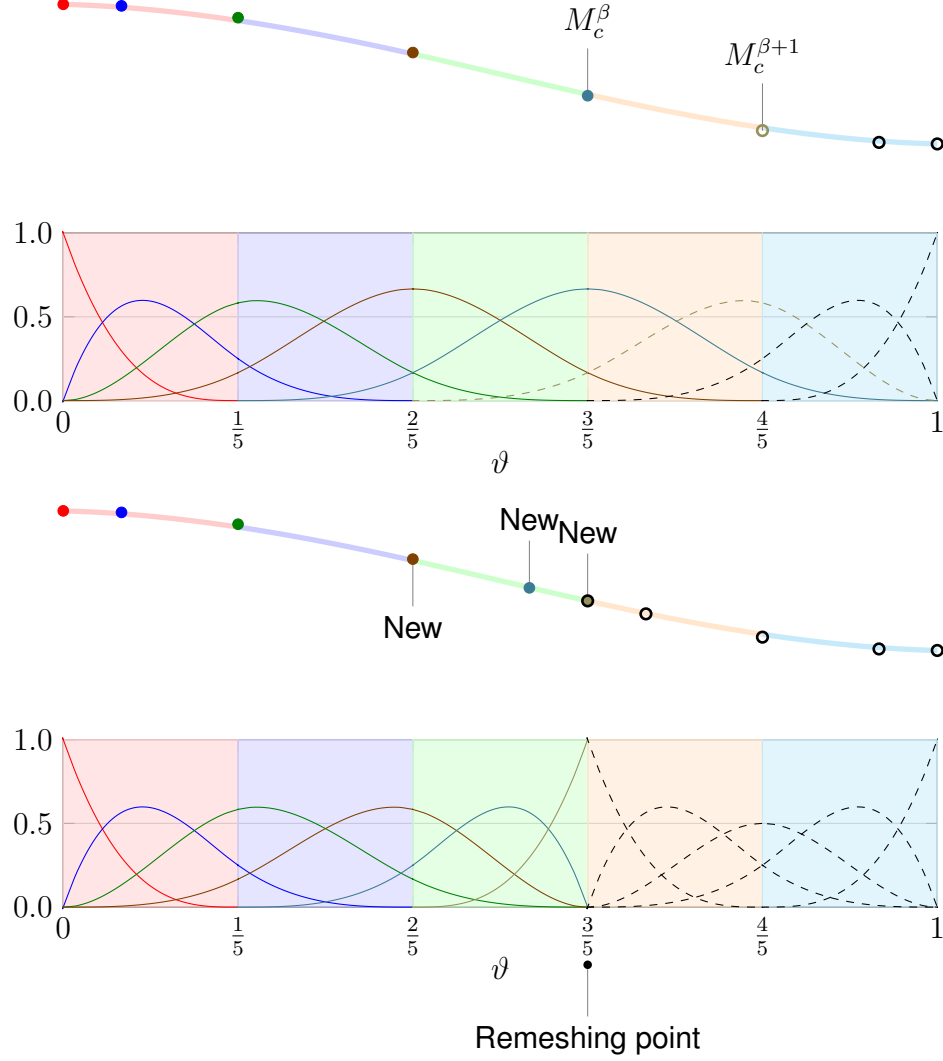 M_c^β
M_c^{β+1}
1.0
0.5
0.0
0 1/5 2/5 3/5 4/5 1
ϑ
New New
New
1.0
0.5
0.0
0 1/5 2/5 3/5 4/5 1
ϑ
Remeshing point